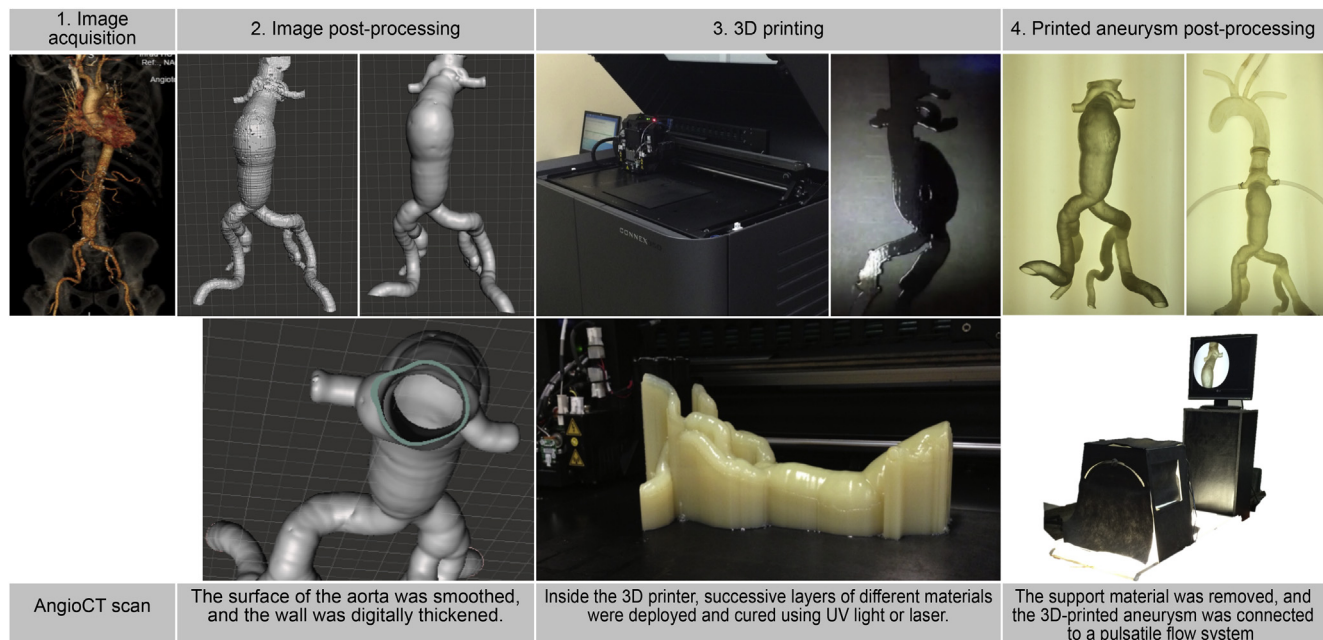 1. Image
acquisition
2. Image post-processing
3. 3D printing
4. Printed aneurysm post-processing
Ref.:
CONNEX
AngioCT scan
The surface of the aorta was smoothed,
and the wall was digitally thickened.
Inside the 3D printer, successive layers of different materials
were deployed and cured using UV light or laser.
The support material was removed, and
the 3D-printed aneurysm was connected
to a pulsatile flow system